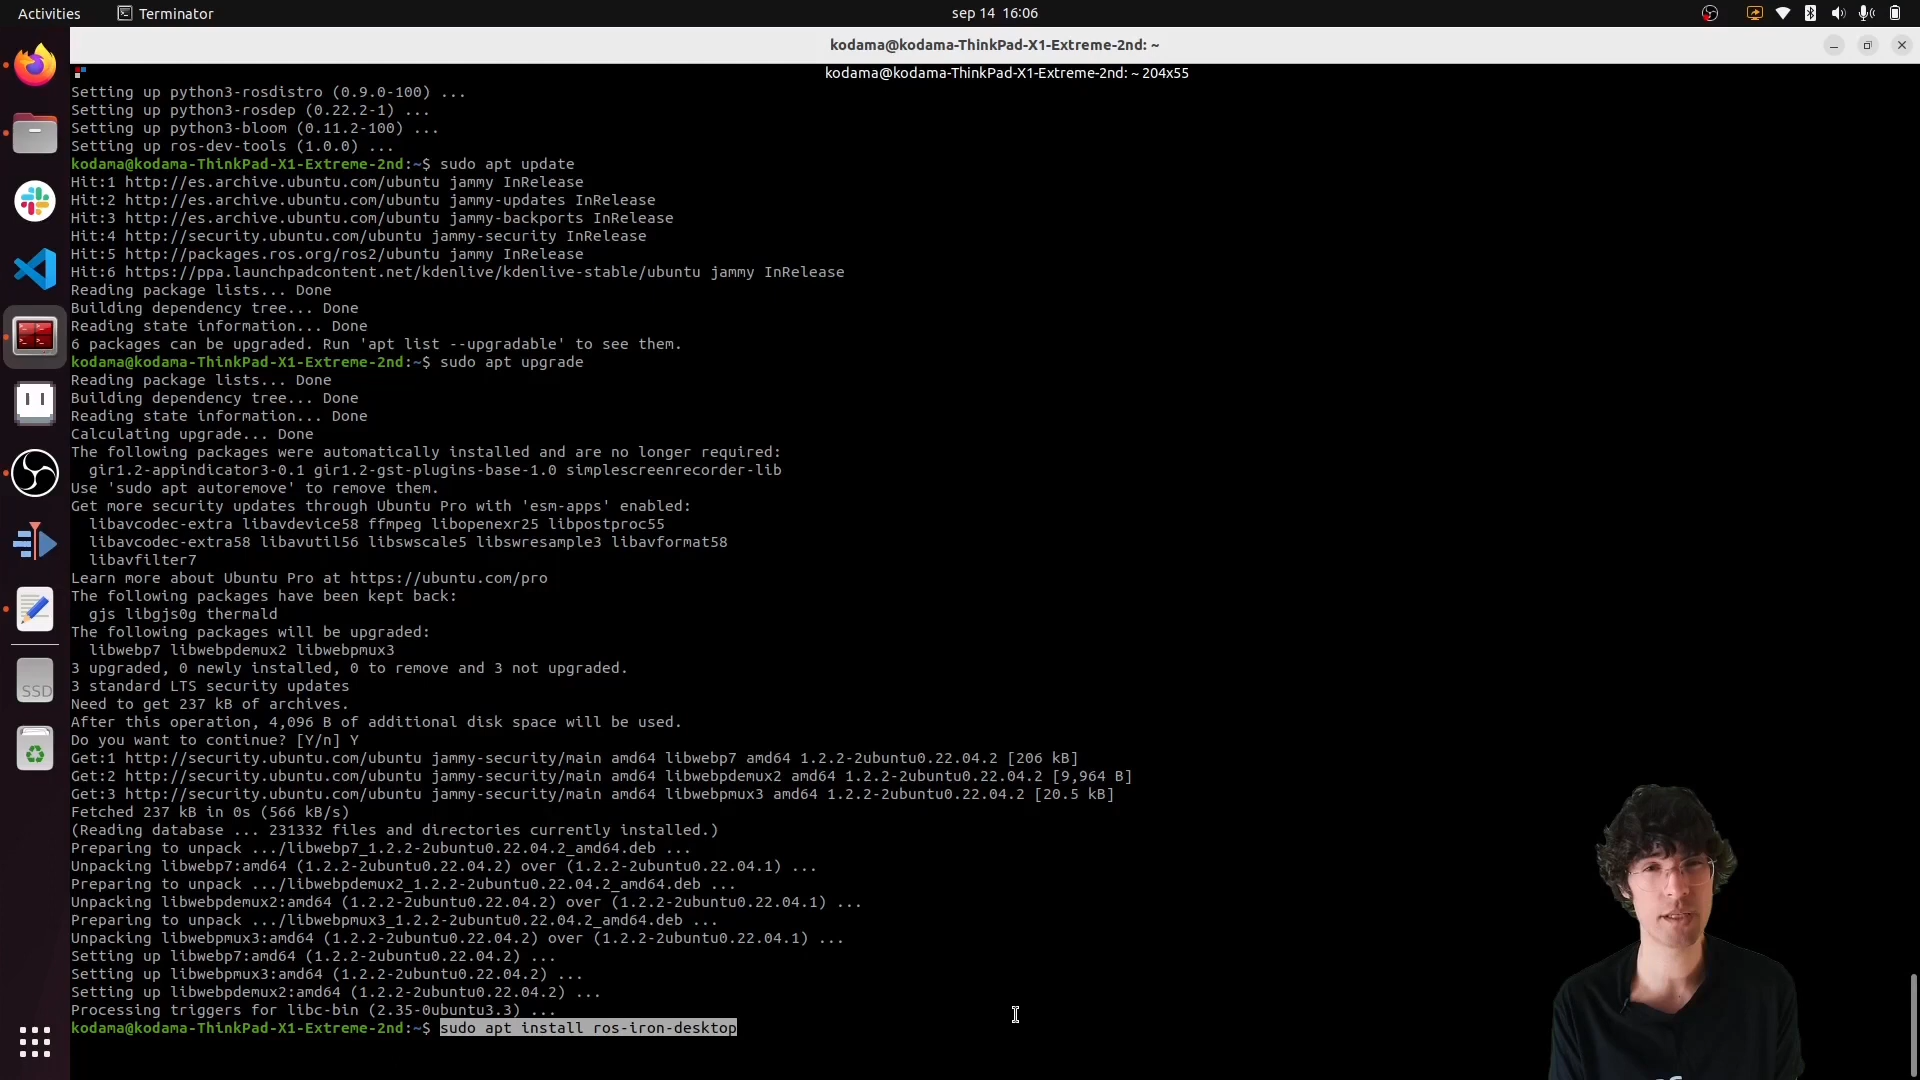 Activities
Terminator
sep 14 16:06
kodama@kodama-ThinkPad-X1-Extreme-2nd: ~
kodama@kodama-ThinkPad-X1-Extreme-2nd: ~ 204x55
Setting up python3-rosdistro (0.9.0-100) ...
Setting up python3-rosdep (0.22.2-1) ...
Setting up python3-bloom (0.11.2-100) ...
Setting up ros-dev-tools (1.0.0) ...
kodama@kodama-ThinkPad-X1-Extreme-2nd:~$ sudo apt update
Hit:1 http://es.archive.ubuntu.com/ubuntu jammy InRelease
Hit:2 http://es.archive.ubuntu.com/ubuntu jammy-updates InRelease
Hit:3 http://es.archive.ubuntu.com/ubuntu jammy-backports InRelease
Hit:4 http://security.ubuntu.com/ubuntu jammy-security InRelease
Hit:5 http://packages.ros.org/ros2/ubuntu jammy InRelease
Hit:6 https://ppa.launchpadcontent.net/kdenlive/kdenlive-stable/ubuntu jammy InRelease
Reading package lists... Done
Building dependency tree... Done
Reading state information... Done
6 packages can be upgraded. Run 'apt list --upgradable' to see them.
kodama@kodama-ThinkPad-X1-Extreme-2nd:~$ sudo apt upgrade
Reading package lists... Done
Building dependency tree... Done
Reading state information... Done
Calculating upgrade... Done
The following packages were automatically installed and are no longer required:
gir1.2-appindicator3-0.1 gir1.2-gst-plugins-base-1.0 simplescreenrecorder-lib
Use 'sudo apt autoremove' to remove them.
Get more security updates through Ubuntu Pro with 'esm-apps' enabled:
libavcodec-extra libavdevice58 ffmpeg libopenexr25 libpostproc55
libavcodec-extra58 libavutil56 libswscale5 libswresample3 libavformat58
libavfilter7
Learn more about Ubuntu Pro at https://ubuntu.com/pro
The following packages have been kept back:
gjs libgjs0g thermald
The following packages will be upgraded:
libwebp7 libwebpdemux2 libwebpmux3
3 upgraded, 0 newly installed, 0 to remove and 3 not upgraded.
3 standard LTS security updates
Need to get 237 kB of archives.
After this operation, 4,096 B of additional disk space will be used.
Do you want to continue? [Y/n] Y
Get:1 http://security.ubuntu.com/ubuntu jammy-security/main amd64 libwebp7 amd64 1.2.2-2ubuntu0.22.04.2 [206 kB]
Get:2 http://security.ubuntu.com/ubuntu jammy-security/main amd64 libwebpdemux2 amd64 1.2.2-2ubuntu0.22.04.2 [9,964 B]
Get:3 http://security.ubuntu.com/ubuntu jammy-security/main amd64 libwebpmux3 amd64 1.2.2-2ubuntu0.22.04.2 [20.5 kB]
Fetched 237 kB in 0s (566 kB/s)
(Reading database ... 231332 files and directories currently installed.)
Preparing to unpack .../libwebp7_1.2.2-2ubuntu0.22.04.2_amd64.deb ...
Unpacking libwebp7:amd64 (1.2.2-2ubuntu0.22.04.2) over (1.2.2-2ubuntu0.22.04.1) ...
Preparing to unpack .../libwebpdemux2_1.2.2-2ubuntu0.22.04.2_amd64.deb ...
Unpacking libwebpdemux2:amd64 (1.2.2-2ubuntu0.22.04.2) over (1.2.2-2ubuntu0.22.04.1) ...
Preparing to unpack .../libwebpmux3_1.2.2-2ubuntu0.22.04.2_amd64.deb ...
Unpacking libwebpmux3:amd64 (1.2.2-2ubuntu0.22.04.2) over (1.2.2-2ubuntu0.22.04.1) ...
Setting up libwebp7:amd64 (1.2.2-2ubuntu0.22.04.2) ...
Setting up libwebpmux3:amd64 (1.2.2-2ubuntu0.22.04.2) ...
Setting up libwebpdemux2:amd64 (1.2.2-2ubuntu0.22.04.2) ...
Processing triggers for libc-bin (2.35-0ubuntu3.3) ...
kodama@kodama-ThinkPad-X1-Extreme-2nd:~$ sudo apt install ros-iron-desktop
SSD